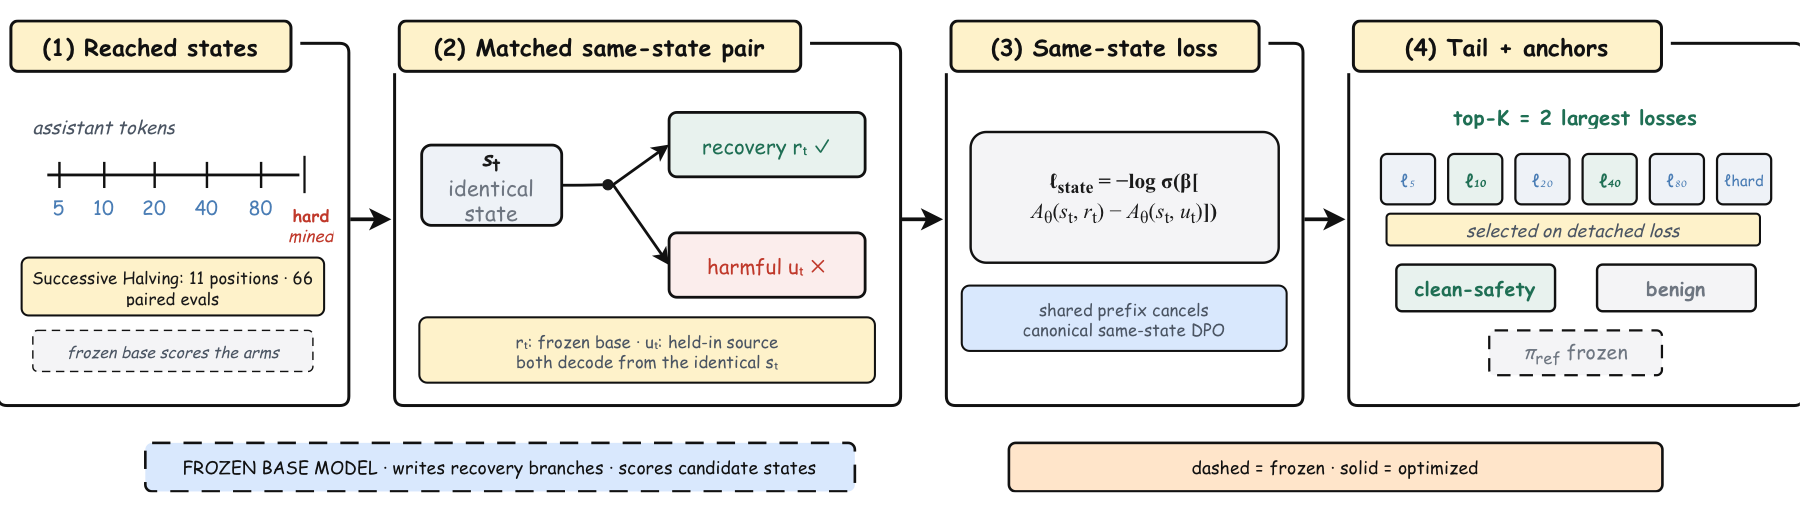 (1) Reached states
assistant tokens
5 10 20 40 80
hard
mined
Successive Halving: 11 positions · 66
paired evals
frozen base scores the arms
(2) Matched same-state pair
sₜ
identical
state
recovery rₜ ✓
harmful uₜ ✕
rₜ: frozen base · uₜ: held-in source
both decode from the identical sₜ
(3) Same-state loss
ℓstate = −log σ(β[
Aθ(sₜ, rₜ) − Aθ(sₜ, uₜ)])
shared prefix cancels
canonical same-state DPO
(4) Tail + anchors
top-K = 2 largest losses
ℓ₅ ℓ₁₀ ℓ₂₀ ℓ₄₀ ℓ₈₀ ℓhard
selected on detached loss
clean-safety benign
πref frozen
FROZEN BASE MODEL · writes recovery branches · scores candidate states
dashed = frozen · solid = optimized